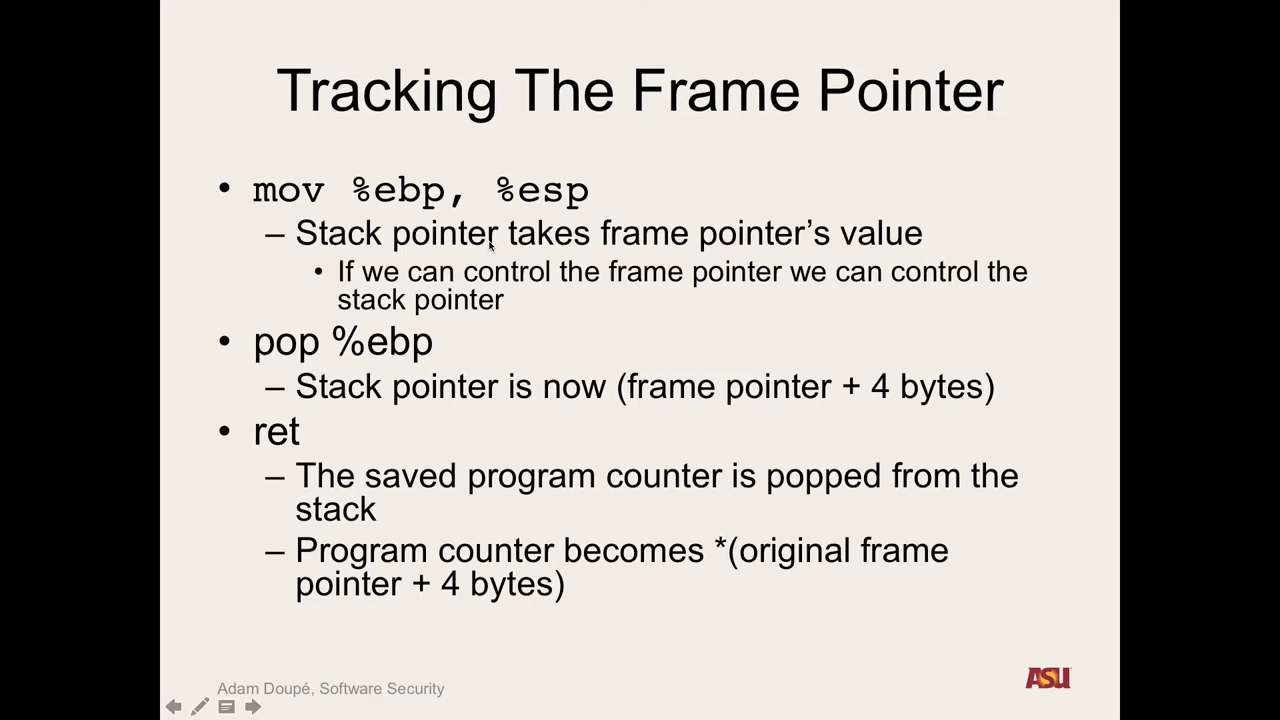 Tracking The Frame Pointer
• mov %ebp, %esp
– Stack pointer takes frame pointer’s value
• If we can control the frame pointer we can control the
stack pointer
• pop %ebp
– Stack pointer is now (frame pointer + 4 bytes)
• ret
– The saved program counter is popped from the
stack
– Program counter becomes *(original frame
pointer + 4 bytes)
Adam Doupé, Software Security
ASU